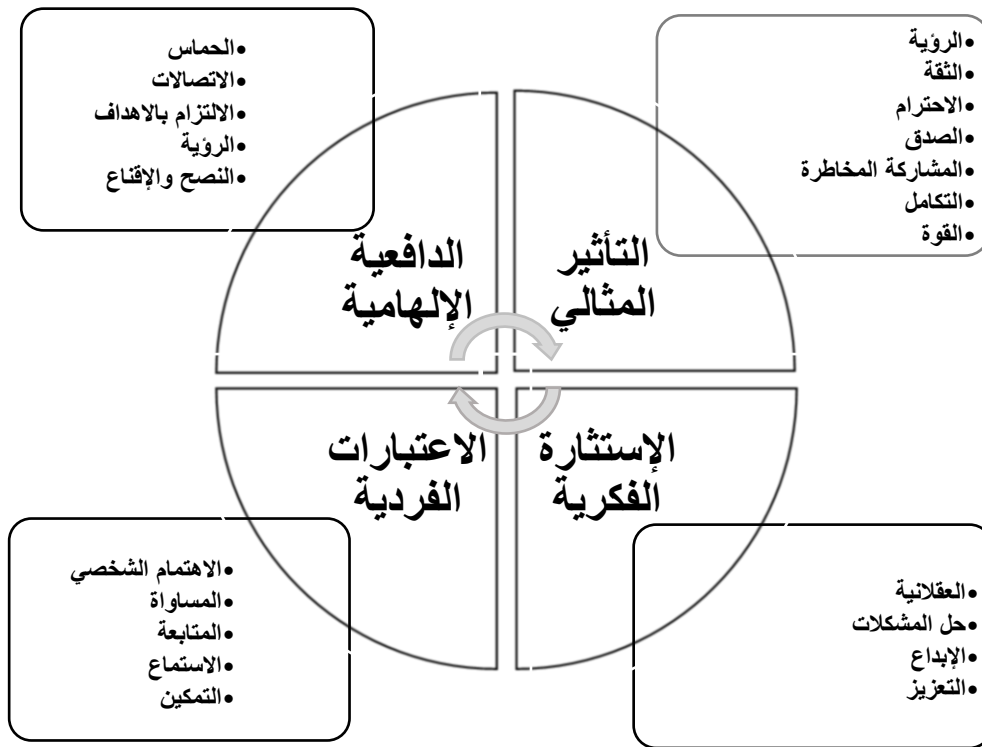 •الرؤية
•الثقة
•الاحترام
•الصدق
•المشاركة المخاطرة
•التكامل
•القوة
•الحماس
•الاتصالات
•الالتزام بالاهداف
•الرؤية
•النصح والإقناع
التأثير
المثالي
الدافعية
الإلهامية
الإستثارة
الفكرية
الاعتبارات
الفردية
•العقلانية
•حل المشكلات
•الإبداع
•التعزيز
•الاهتمام الشخصي
•المساواة
•المتابعة
•الاستماع
•التمكين